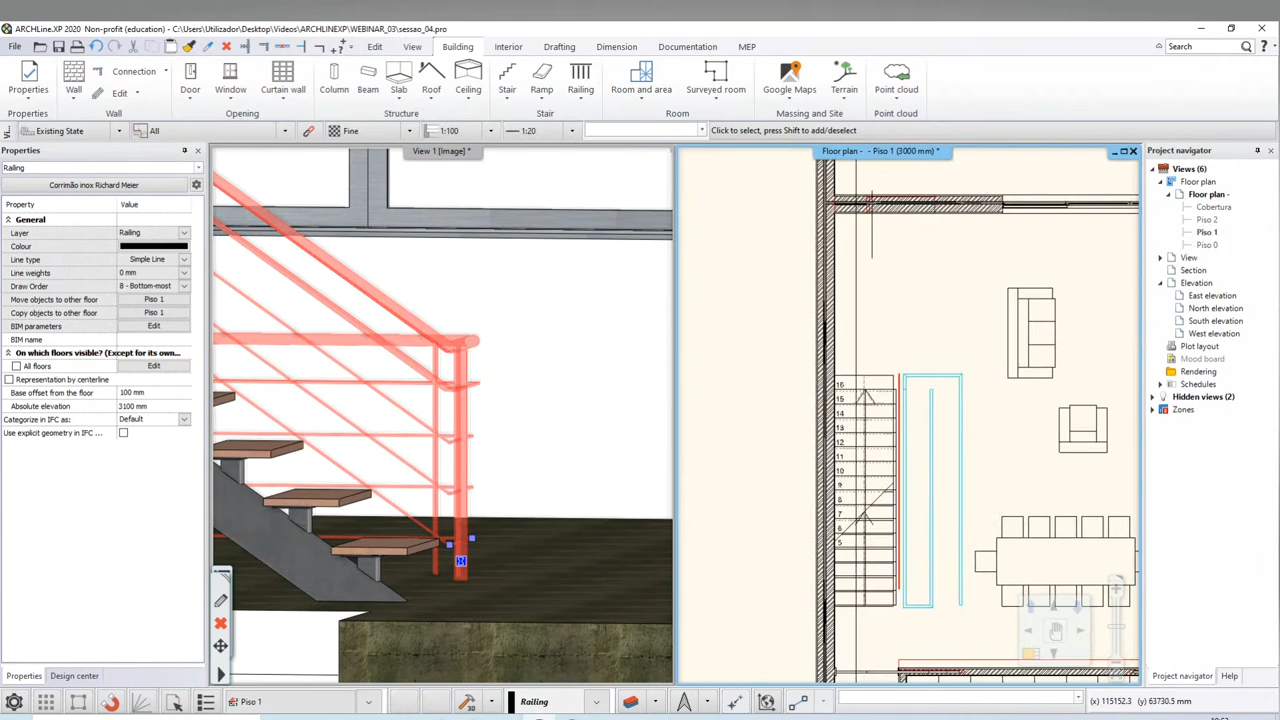 ARCHLine.XP 2020 Non-profit (education) - C:\Users\Utilizador\Desktop\Videos\ARCHLINEXP\WEBINAR_03\sessao_04.pro
File
Edit
View
Building
Interior
Drafting
Dimension
Documentation
MEP
Search
Properties
Wall
Connection
Edit
Door
Window
Curtain wall
Column
Beam
Slab
Roof
Ceiling
Stair
Ramp
Railing
Room and area
Surveyed room
Google Maps
Terrain
Point cloud
Properties
Wall
Opening
Structure
Stair
Room
Massing and Site
Point cloud
Existing State
All
Fine
1:100
1:20
Click to select, press Shift to add/deselect
Properties
Railing
Corrimão inox Richard Meier
Property Value
General
Layer Railing
Colour
Line type Simple Line
Line weights 0 mm
Draw Order 8 - Bottom-most
Move objects to other floor Piso 1
Copy objects to other floor Piso 1
BIM parameters Edit
BIM name
On which floors visible? (Except for its own...
All floors Edit
Representation by centerline
Base offset from the floor 100 mm
Absolute elevation 3100 mm
Categorize in IFC as: Default
Use explicit geometry in IFC ...
Properties
Design center
View 1 [Image] *
Floor plan - - Piso 1 (3000 mm) *
16
15
14
13
12
11
10
9
8
7
6
5
Project navigator
Views (6)
Floor plan
Floor plan -
Cobertura
Piso 2
Piso 1
Piso 0
View
Section
Elevation
East elevation
North elevation
South elevation
West elevation
Plot layout
Mood board
Rendering
Schedules
Hidden views (2)
Zones
Project navigator
Help
Piso 1
30
Railing
(x) 115152.3 (y) 63730.5 mm